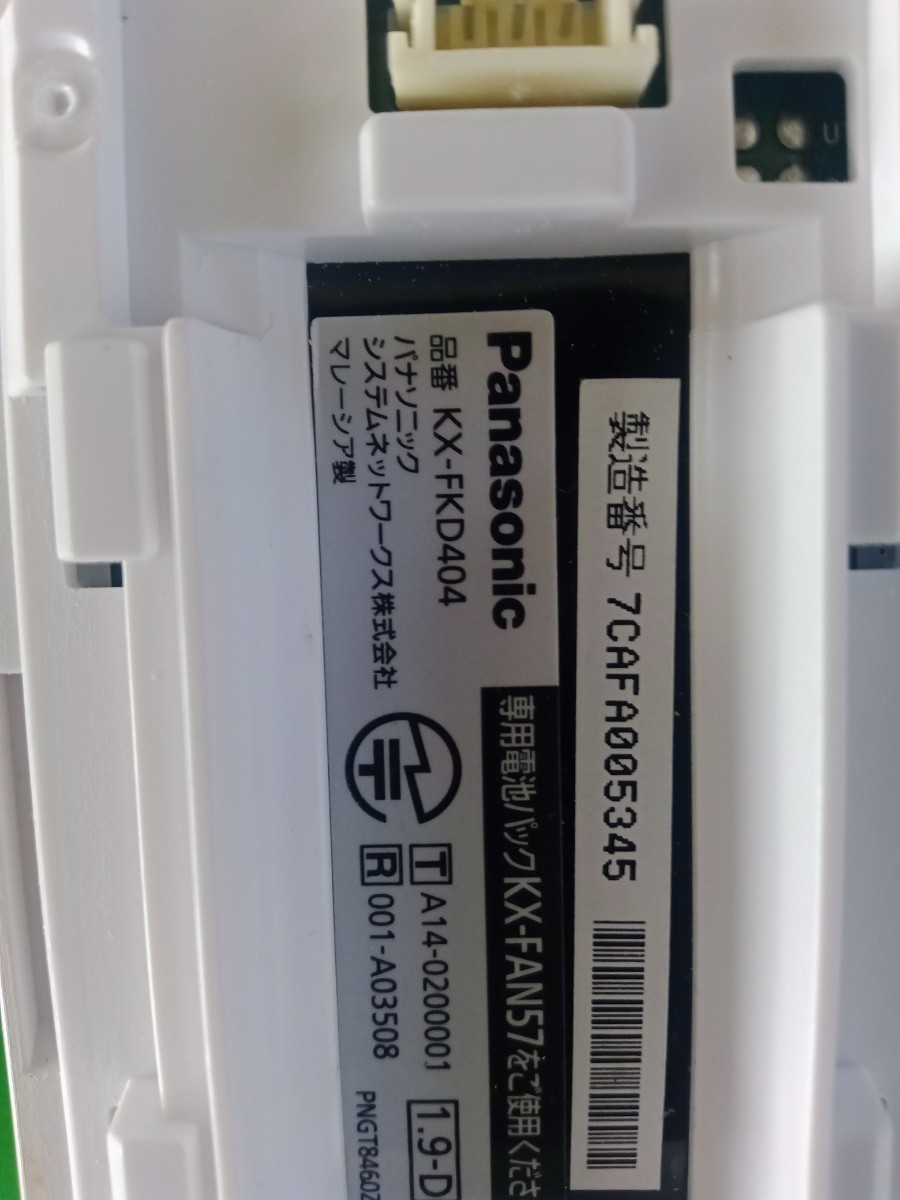 製造番号 7CAFA005345
Panasonic
専用電池パックKX-FAN57をご使用くださ
品番 KX-FKD404
パナソニック
システムネットワークス株式会社
マレーシア製
T A14-0200001
R 001-A03508
1.9-D
PNGT8460Z
U